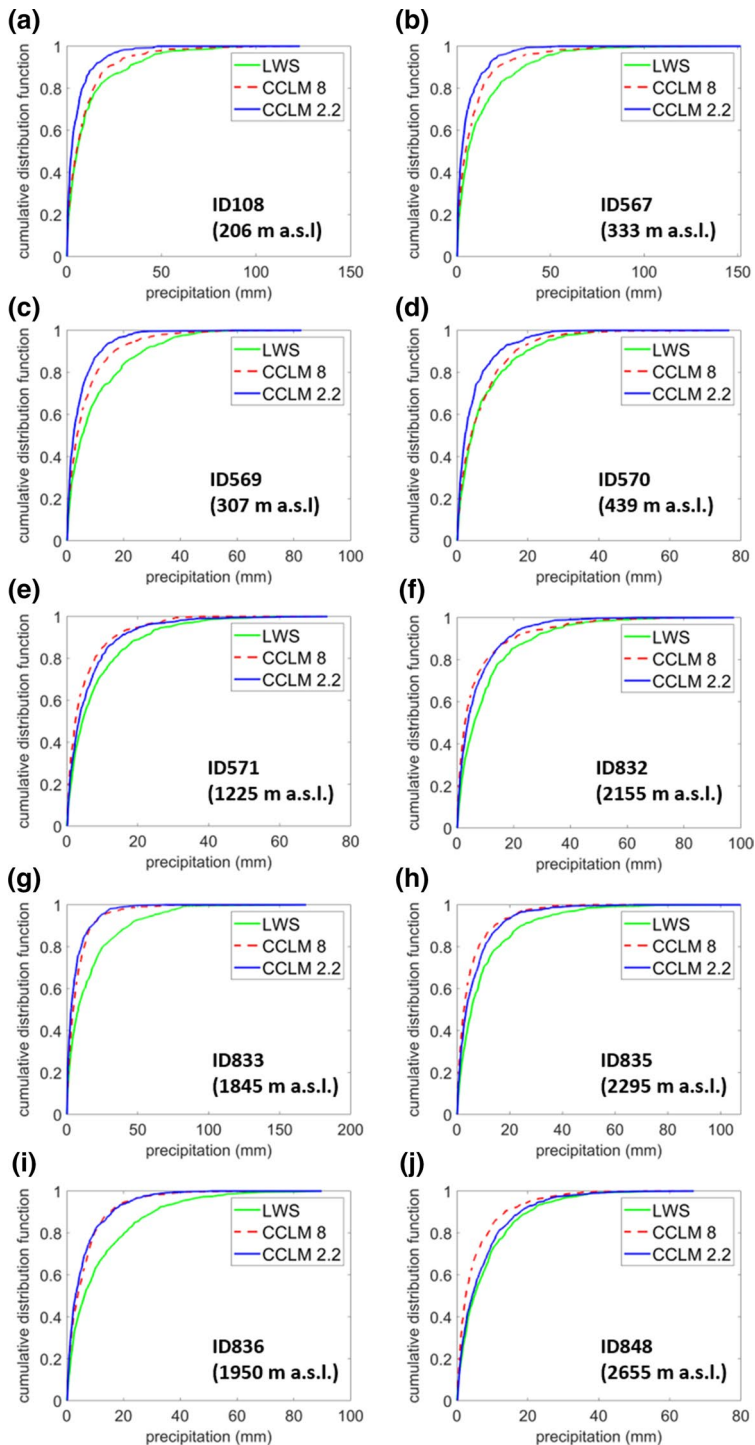 (a)
cumulative distribution function
1
0.8
0.6
0.4
0.2
0
LWS
CCLM 8
CCLM 2.2
ID108
(206 m a.s.l)
0 50 100 150
precipitation (mm)
(b)
cumulative distribution function
1
0.8
0.6
0.4
0.2
0
LWS
CCLM 8
CCLM 2.2
ID567
(333 m a.s.l.)
0 50 100 150
precipitation (mm)
(c)
cumulative distribution function
1
0.8
0.6
0.4
0.2
0
LWS
CCLM 8
CCLM 2.2
ID569
(307 m a.s.l)
0 20 40 60 80 100
precipitation (mm)
(d)
cumulative distribution function
1
0.8
0.6
0.4
0.2
0
LWS
CCLM 8
CCLM 2.2
ID570
(439 m a.s.l.)
0 20 40 60 80
precipitation (mm)
(e)
cumulative distribution function
1
0.8
0.6
0.4
0.2
0
LWS
CCLM 8
CCLM 2.2
ID571
(1225 m a.s.l.)
0 20 40 60 80
precipitation (mm)
(f)
cumulative distribution function
1
0.8
0.6
0.4
0.2
0
LWS
CCLM 8
CCLM 2.2
ID832
(2155 m a.s.l.)
0 20 40 60 80 100
precipitation (mm)
(g)
cumulative distribution function
1
0.8
0.6
0.4
0.2
0
LWS
CCLM 8
CCLM 2.2
ID833
(1845 m a.s.l.)
0 50 100 150 200
precipitation (mm)
(h)
cumulative distribution function
1
0.8
0.6
0.4
0.2
0
LWS
CCLM 8
CCLM 2.2
ID835
(2295 m a.s.l.)
0 20 40 60 80 100
precipitation (mm)
(i)
cumulative distribution function
1
0.8
0.6
0.4
0.2
0
LWS
CCLM 8
CCLM 2.2
ID836
(1950 m a.s.l.)
0 20 40 60 80 100
precipitation (mm)
(j)
cumulative distribution function
1
0.8
0.6
0.4
0.2
0
LWS
CCLM 8
CCLM 2.2
ID848
(2655 m a.s.l.)
0 20 40 60 80
precipitation (mm)